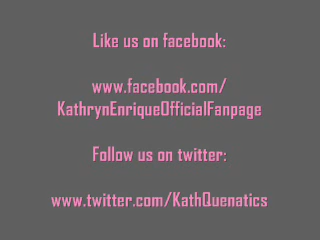 Like us on facebook:
www.facebook.com/
KathrynEnriqueOfficialFanpage
Follow us on twitter:
www.twitter.com/KathQuenatics